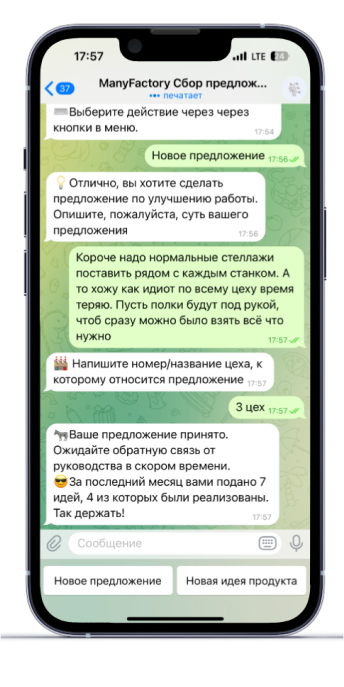 17:57
LTE 24
37
ManyFactory Сбор предлож...
печатает
Выберите действие через через
кнопки в меню.
17:54
Новое предложение 17:56
Отлично, вы хотите сделать
предложение по улучшению работы.
Опишите, пожалуйста, суть вашего
предложения
17:56
Короче надо нормальные стеллажи
поставить рядом с каждым станком. А
то хожу как идиот по всему цеху время
теряю. Пусть полки будут под рукой,
чтоб сразу можно было взять всё что
нужно
17:57
Напишите номер/название цеха, к
которому относится предложение 17:57
3 цех 17:57
Ваше предложение принято.
Ожидайте обратную связь от
руководства в скором времени.
За последний месяц вами подано 7
идей, 4 из которых были реализованы.
Так держать!
17:57
Сообщение
Новое предложение
Новая идея продукта